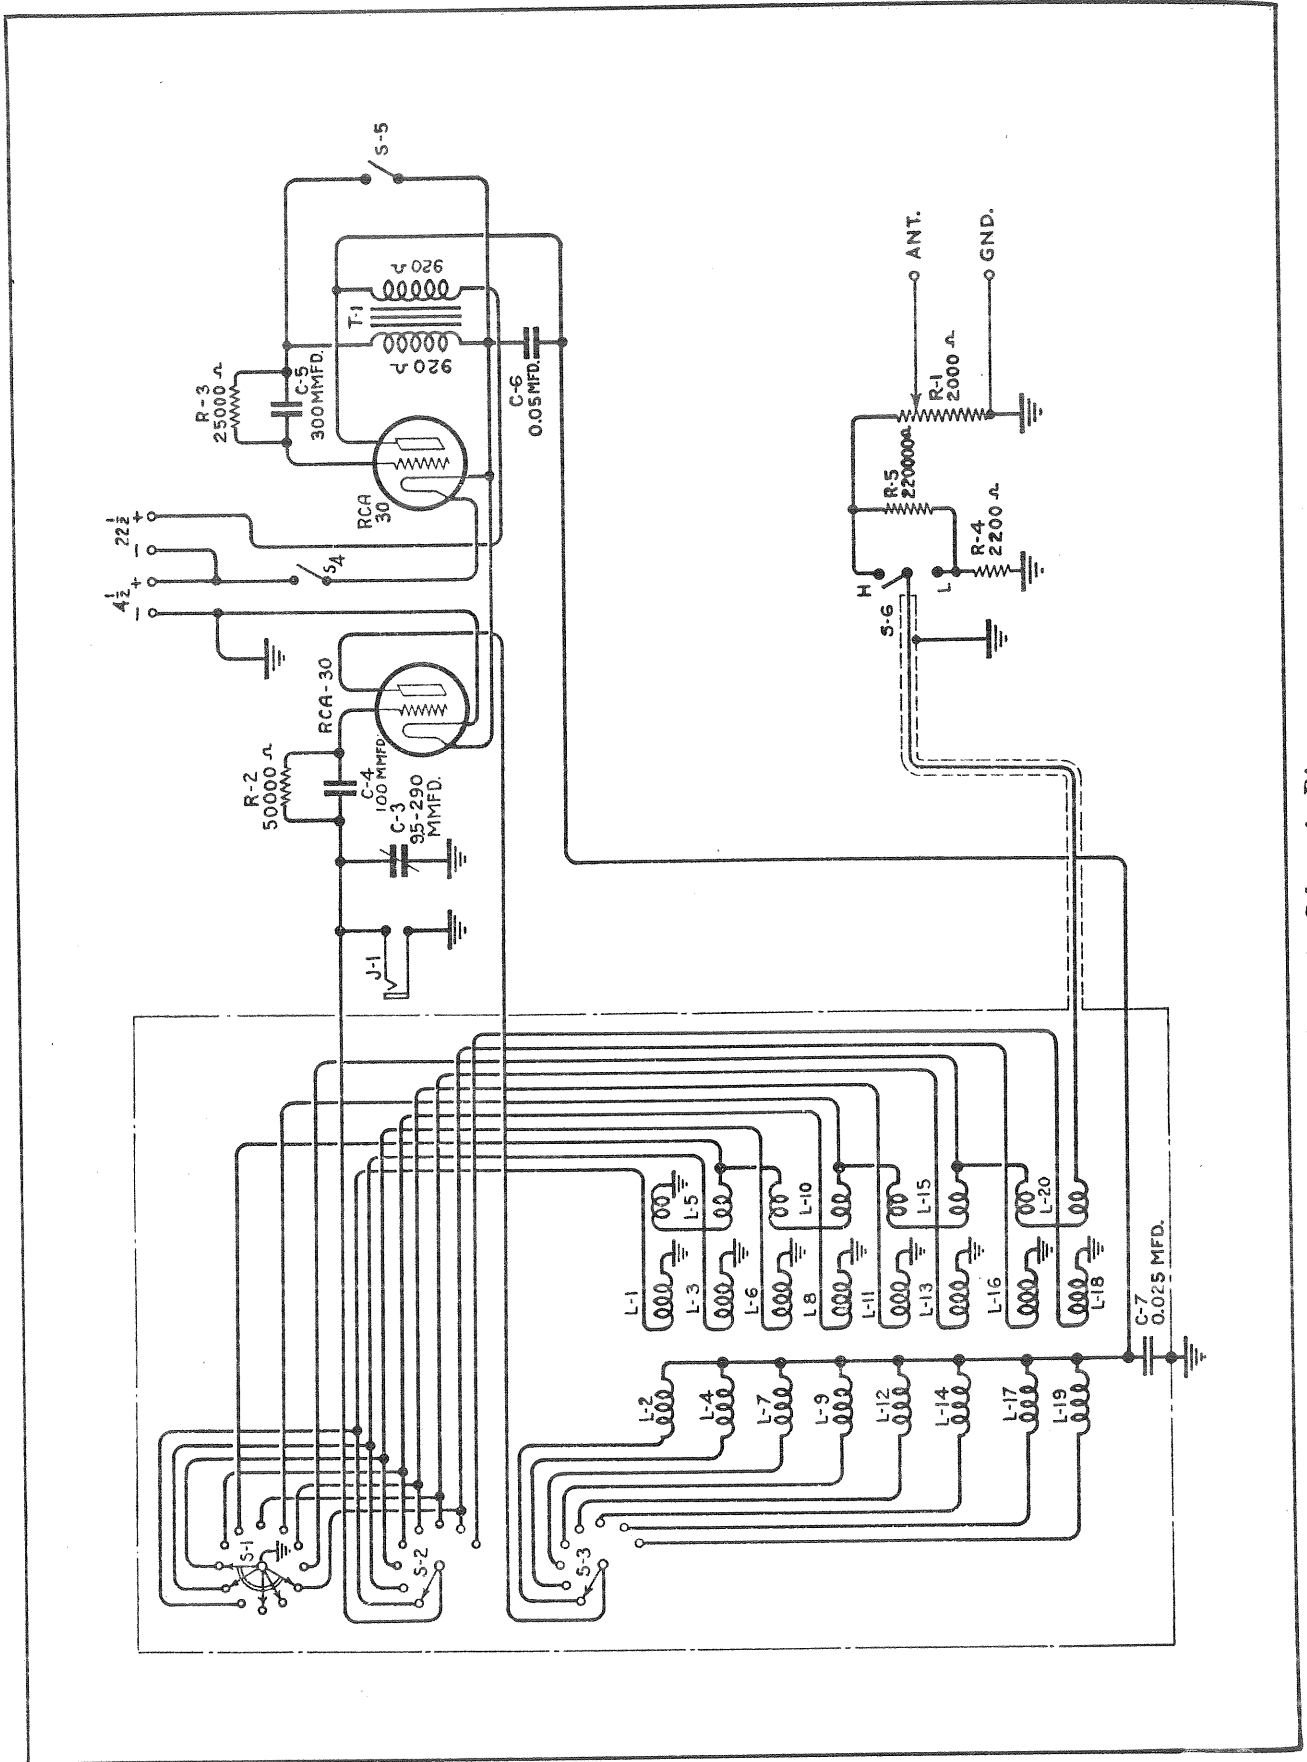 S-5
T-1
920 Ω
920 Ω
R-3
25000 Ω
C-5
300 MMFD.
C-6
0.05 MFD.
RCA
30
22½
- +
4½
- +
S4
RCA-30
R-2
50000 Ω
C-4
100 MMFD.
C-3
9.5-290
MMFD.
J-1
ANT.
GND.
R-1
2000 Ω
R-5
220000Ω
R-4
2200 Ω
H
L
S-6
S-1
S-2
S-3
L-1
L-3
L-5
L-6
L8
L-10
L-11
L-13
L-15
L-16
L-18
L-20
L-2
L-4
L-7
L-9
L-12
L-14
L-17
L-19
C-7
0.025 MFD.